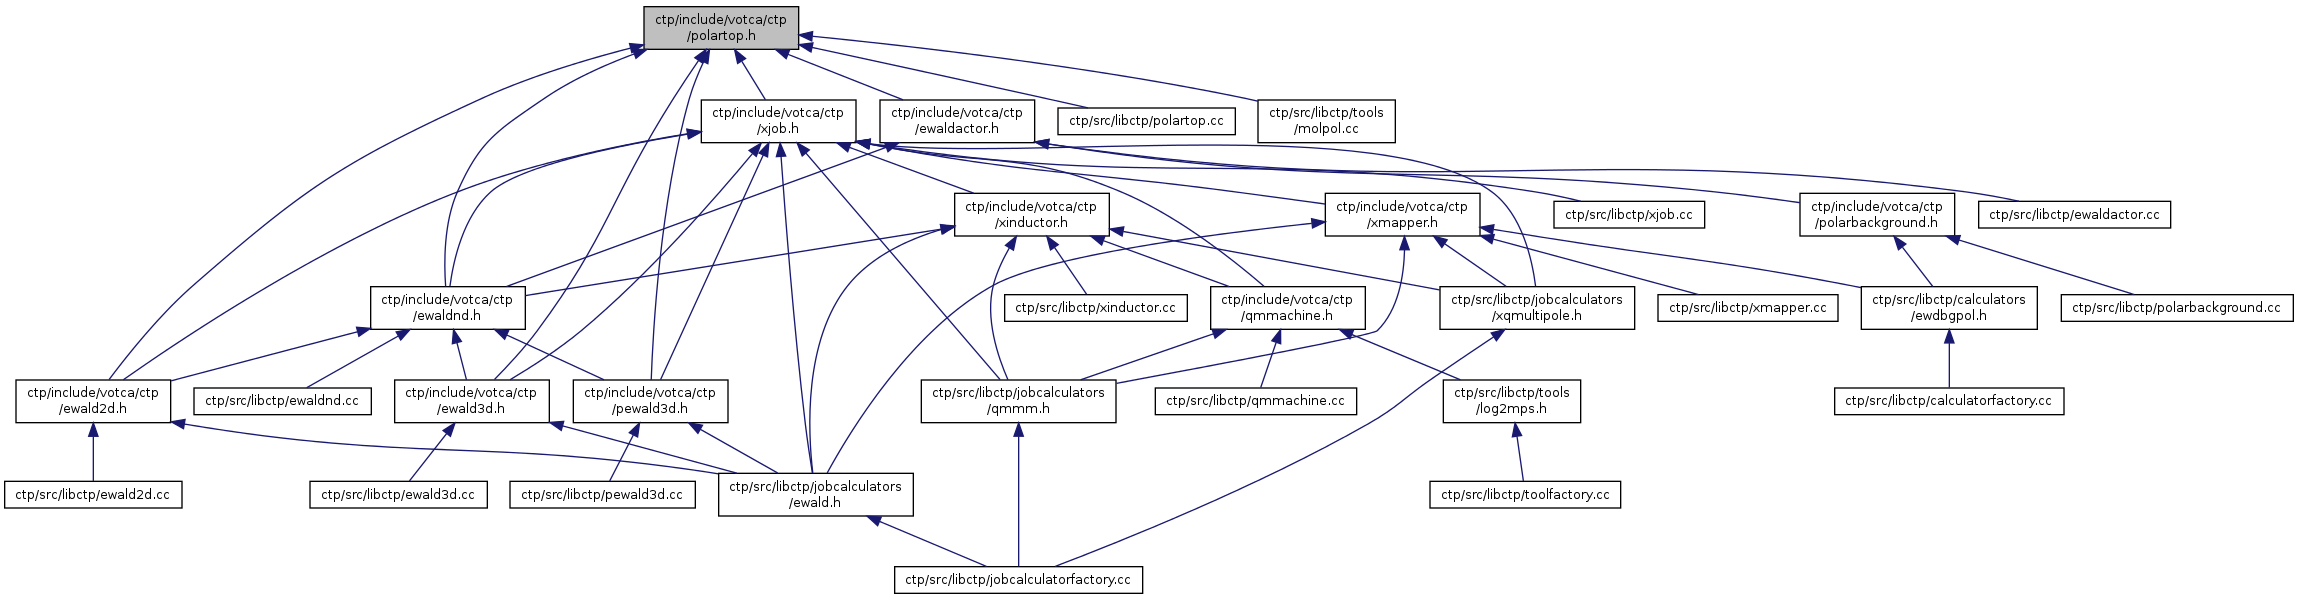 ctp/include/votca/ctp
/polartop.h
ctp/include/votca/ctp
/xjob.h
ctp/include/votca/ctp
/ewaldactor.h
ctp/src/libctp/polartop.cc
ctp/src/libctp/tools
/molpol.cc
ctp/include/votca/ctp
/xinductor.h
ctp/include/votca/ctp
/xmapper.h
ctp/src/libctp/xjob.cc
ctp/include/votca/ctp
/polarbackground.h
ctp/src/libctp/ewaldactor.cc
ctp/include/votca/ctp
/ewaldnd.h
ctp/src/libctp/xinductor.cc
ctp/include/votca/ctp
/qmmachine.h
ctp/src/libctp/jobcalculators
/xqmultipole.h
ctp/src/libctp/xmapper.cc
ctp/src/libctp/calculators
/ewdbgpol.h
ctp/src/libctp/polarbackground.cc
ctp/include/votca/ctp
/ewald2d.h
ctp/src/libctp/ewaldnd.cc
ctp/include/votca/ctp
/ewald3d.h
ctp/include/votca/ctp
/pewald3d.h
ctp/src/libctp/jobcalculators
/qmmm.h
ctp/src/libctp/qmmachine.cc
ctp/src/libctp/tools
/log2mps.h
ctp/src/libctp/calculatorfactory.cc
ctp/src/libctp/ewald2d.cc
ctp/src/libctp/ewald3d.cc
ctp/src/libctp/pewald3d.cc
ctp/src/libctp/jobcalculators
/ewald.h
ctp/src/libctp/toolfactory.cc
ctp/src/libctp/jobcalculatorfactory.cc